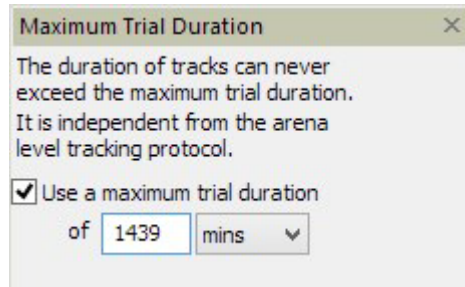 Maximum Trial Duration
The duration of tracks can never
exceed the maximum trial duration.
It is independent from the arena
level tracking protocol.
Use a maximum trial duration
of 1439 mins